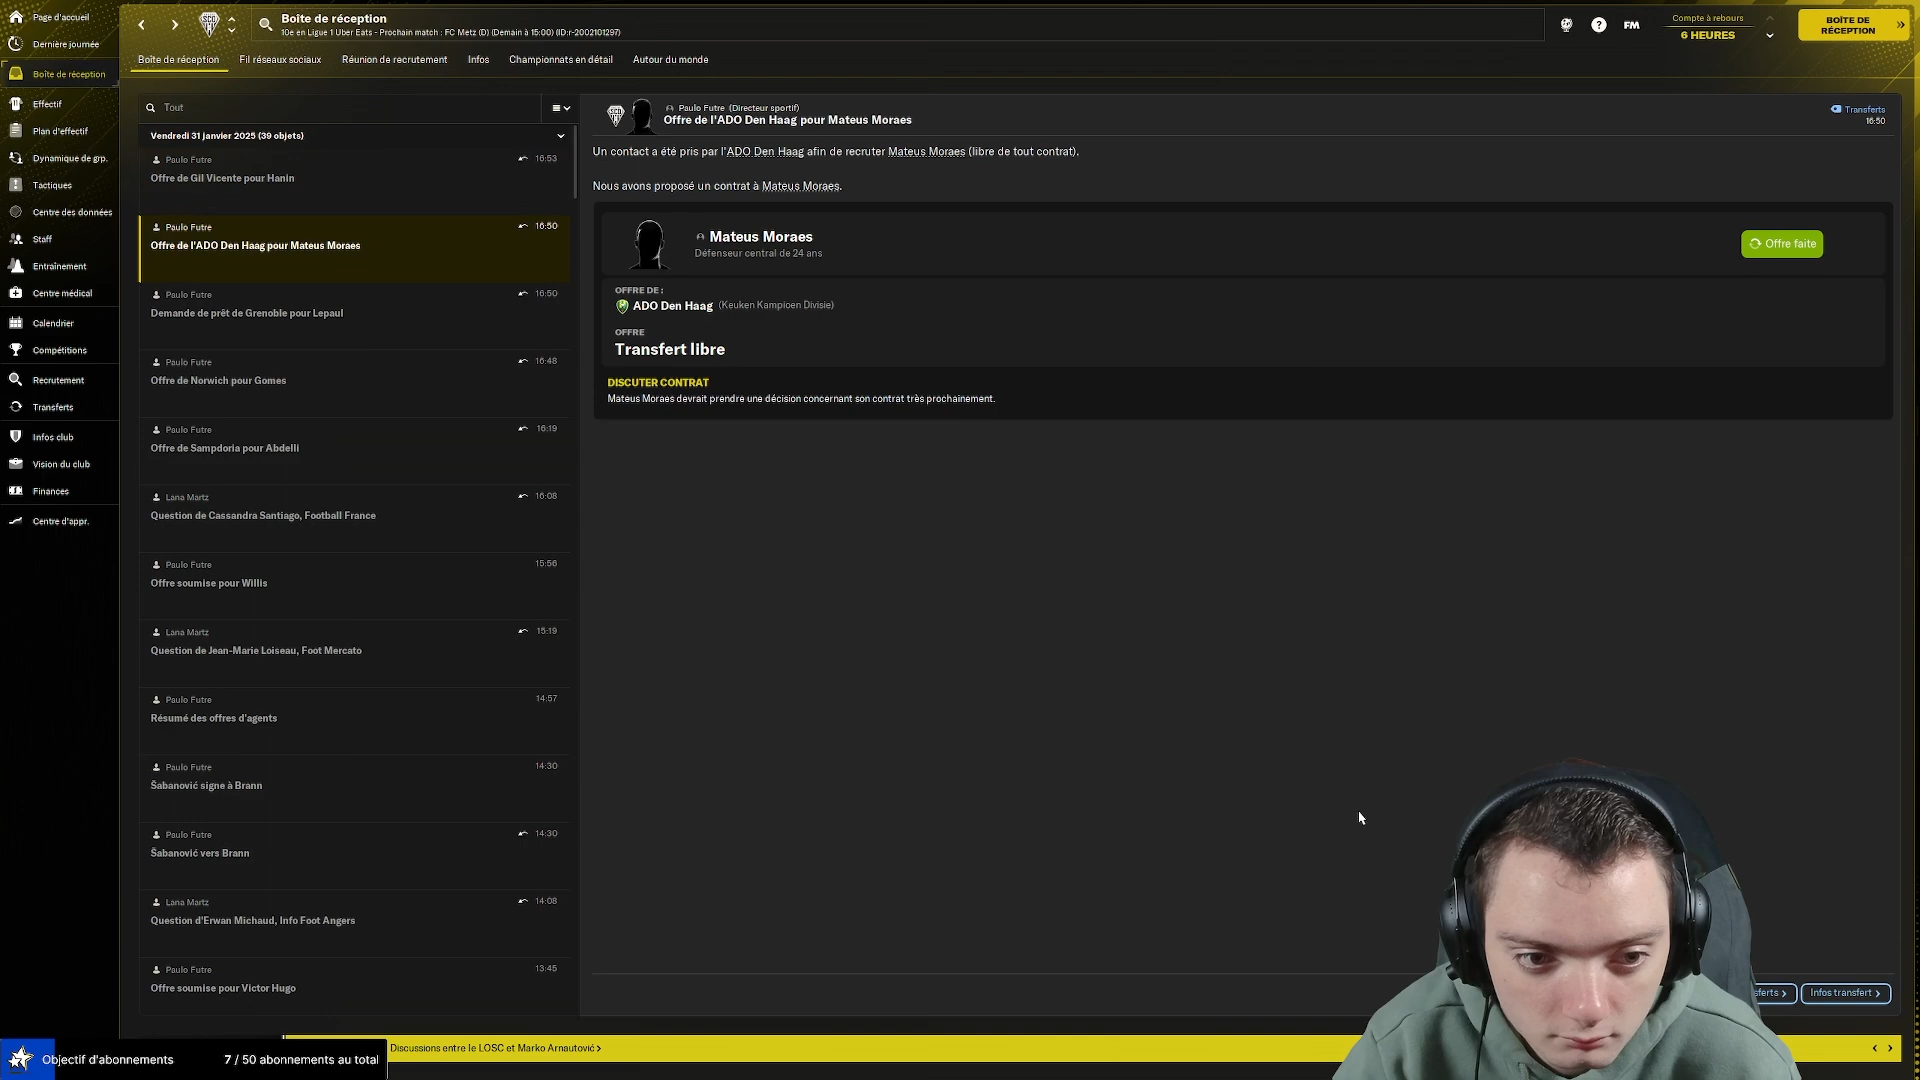 Page d'accueil
Dernière journée
Boîte de réception
Effectif
Plan d'effectif
Dynamique de grp.
Tactiques
Centre des données
Staff
Entraînement
Centre médical
Calendrier
Compétitions
Recrutement
Transferts
Infos club
Vision du club
Finances
Centre d'appr.
Boîte de réception
10e en Ligue 1 Uber Eats - Prochain match : FC Metz (D) (Demain à 15:00) (ID:r-2002101297)
FM
Compte à rebours
6 HEURES
BOÎTE DE
RÉCEPTION
Boîte de réception
Fil réseaux sociaux
Réunion de recrutement
Infos
Championnats en détail
Autour du monde
Tout
Vendredi 31 janvier 2025 (39 objets)
Paulo Futre 16:53
Offre de Gil Vicente pour Hanin
Paulo Futre 16:50
Offre de l'ADO Den Haag pour Mateus Moraes
Paulo Futre 16:50
Demande de prêt de Grenoble pour Lepaul
Paulo Futre 16:48
Offre de Norwich pour Gomes
Paulo Futre 16:19
Offre de Sampdoria pour Abdelli
Lana Martz 16:08
Question de Cassandra Santiago, Football France
Paulo Futre 15:56
Offre soumise pour Willis
Lana Martz 15:19
Question de Jean-Marie Loiseau, Foot Mercato
Paulo Futre 14:57
Résumé des offres d'agents
Paulo Futre 14:30
Šabanović signe à Brann
Paulo Futre 14:30
Šabanović vers Brann
Lana Martz 14:08
Question d'Erwan Michaud, Info Foot Angers
Paulo Futre 13:45
Offre soumise pour Victor Hugo
Paulo Futre (Directeur sportif)
Offre de l'ADO Den Haag pour Mateus Moraes
Transferts
16:50
Un contact a été pris par l'ADO Den Haag afin de recruter Mateus Moraes (libre de tout contrat).
Nous avons proposé un contrat à Mateus Moraes.
Mateus Moraes
Défenseur central de 24 ans
Offre faite
OFFRE DE :
ADO Den Haag (Keuken Kampioen Divisie)
OFFRE
Transfert libre
DISCUTER CONTRAT
Mateus Moraes devrait prendre une décision concernant son contrat très prochainement.
Infos transfert
Objectif d'abonnements 7 / 50 abonnements au total
Discussions entre le LOSC et Marko Arnautović